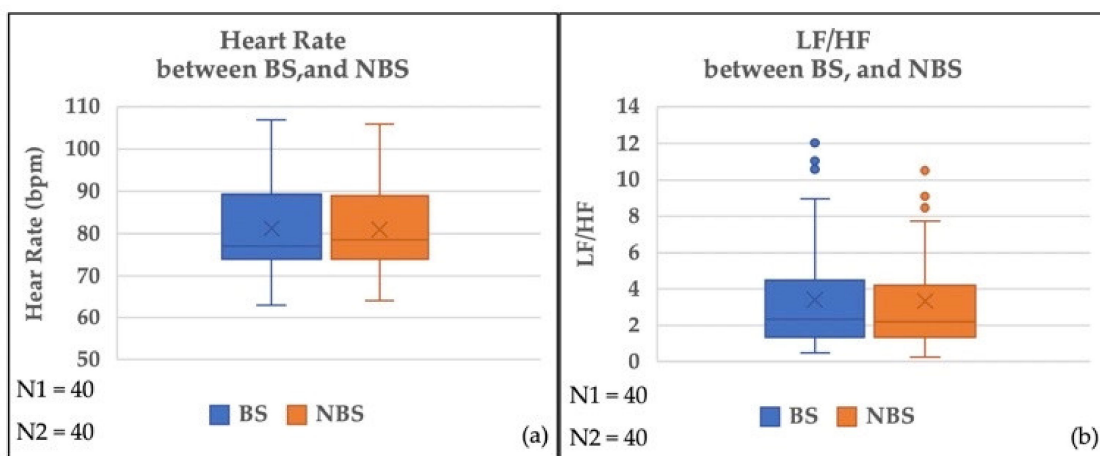 Heart Rate
between BS,and NBS
Hear Rate (bpm)
110
100
90
80
70
60
50
N1 = 40
N2 = 40
BS
NBS
(a)
LF/HF
between BS, and NBS
LF/HF
14
12
10
8
6
4
2
0
N1 = 40
N2 = 40
BS
NBS
(b)